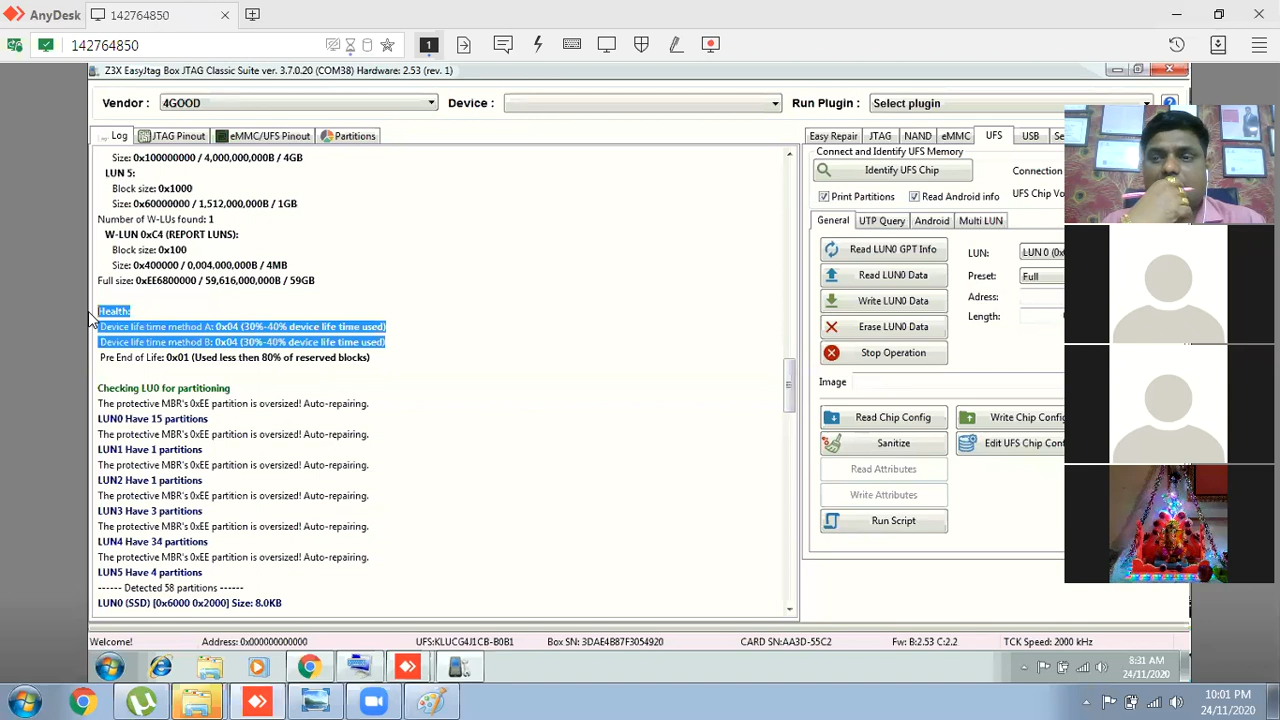 AnyDesk
142764850
142764850
1
Z3X EasyJtag Box JTAG Classic Suite ver. 3.7.0.20 (COM38) Hardware: 2.53 (rev. 1)
Vendor : 4GOOD Device : Run Plugin : Select plugin
Log JTAG Pinout eMMC/UFS Pinout Partitions
Easy Repair JTAG NAND eMMC UFS USB Se
Size: 0x100000000 / 4,000,000,000B / 4GB
LUN 5:
Block size: 0x1000
Size: 0x60000000 / 1,512,000,000B / 1GB
Number of W-LUs found: 1
W-LUN 0xC4 (REPORT LUNS):
Block size: 0x100
Size: 0x400000 / 0,004,000,000B / 4MB
Full size: 0xEE6800000 / 59,616,000,000B / 59GB
Health:
Device life time method A: 0x04 (30%-40% device life time used)
Device life time method B: 0x04 (30%-40% device life time used)
Pre End of Life: 0x01 (Used less then 80% of reserved blocks)
Checking LU0 for partitioning
The protective MBR's 0xEE partition is oversized! Auto-repairing.
LUN0 Have 15 partitions
The protective MBR's 0xEE partition is oversized! Auto-repairing.
LUN1 Have 1 partitions
The protective MBR's 0xEE partition is oversized! Auto-repairing.
LUN2 Have 1 partitions
The protective MBR's 0xEE partition is oversized! Auto-repairing.
LUN3 Have 3 partitions
The protective MBR's 0xEE partition is oversized! Auto-repairing.
LUN4 Have 34 partitions
The protective MBR's 0xEE partition is oversized! Auto-repairing.
LUN5 Have 4 partitions
------ Detected 58 partitions ------
LUN0 (SSD) [0x6000 0x2000] Size: 8.0KB
Connect and Identify UFS Memory
Identify UFS Chip Connection
Print Partitions Read Android info UFS Chip Vo
General UTP Query Android Multi LUN
Read LUN0 GPT Info LUN: LUN 0 (0x
Read LUN0 Data Preset: Full
Write LUN0 Data Adress:
Erase LUN0 Data Length:
Stop Operation
Image
Read Chip Config Write Chip Config
Sanitize Edit UFS Chip Conf
Read Attributes
Write Attributes
Run Script
Welcome! Address: 0x000000000000 UFS:KLUCG4J1CB-B0B1 Box SN: 3DAE4B87F3054920 CARD SN:AA3D-55C2 Fw: B:2.53 C:2.2 TCK Speed: 2000 kHz
8:31 AM
24/11/2020
10:01 PM
24/11/2020